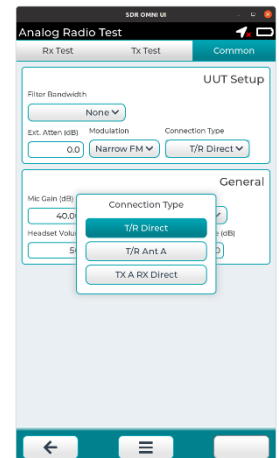 SDR OMNI UI
Analog Radio Test
Rx Test Tx Test Common
UUT Setup
Filter Bandwidth
None
Ext. Atten (dB) Modulation Connection Type
0.0 Narrow FM T/R Direct
General
Mic Gain (dB)
Connection Type
T/R Direct
T/R Ant A
TX A RX Direct
40.0
Headset (dB)